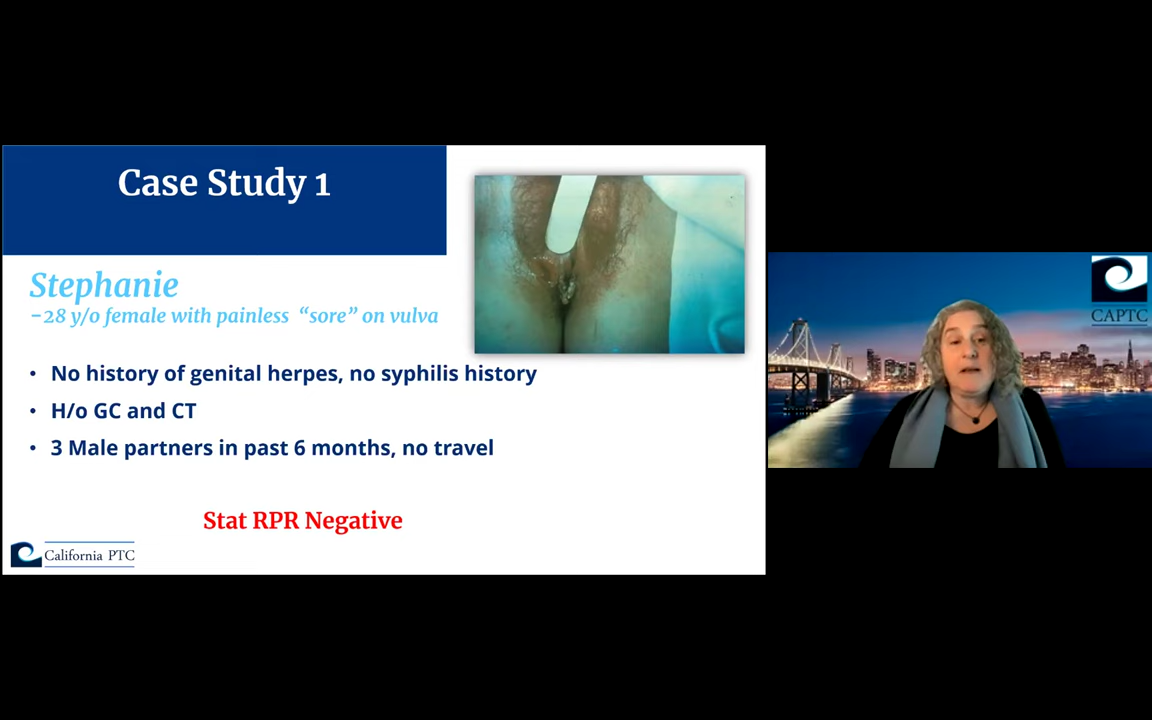 Case Study 1
Stephanie
-28 y/o female with painless “sore” on vulva
• No history of genital herpes, no syphilis history
• H/o GC and CT
• 3 Male partners in past 6 months, no travel
Stat RPR Negative
California PTC
CAPTC